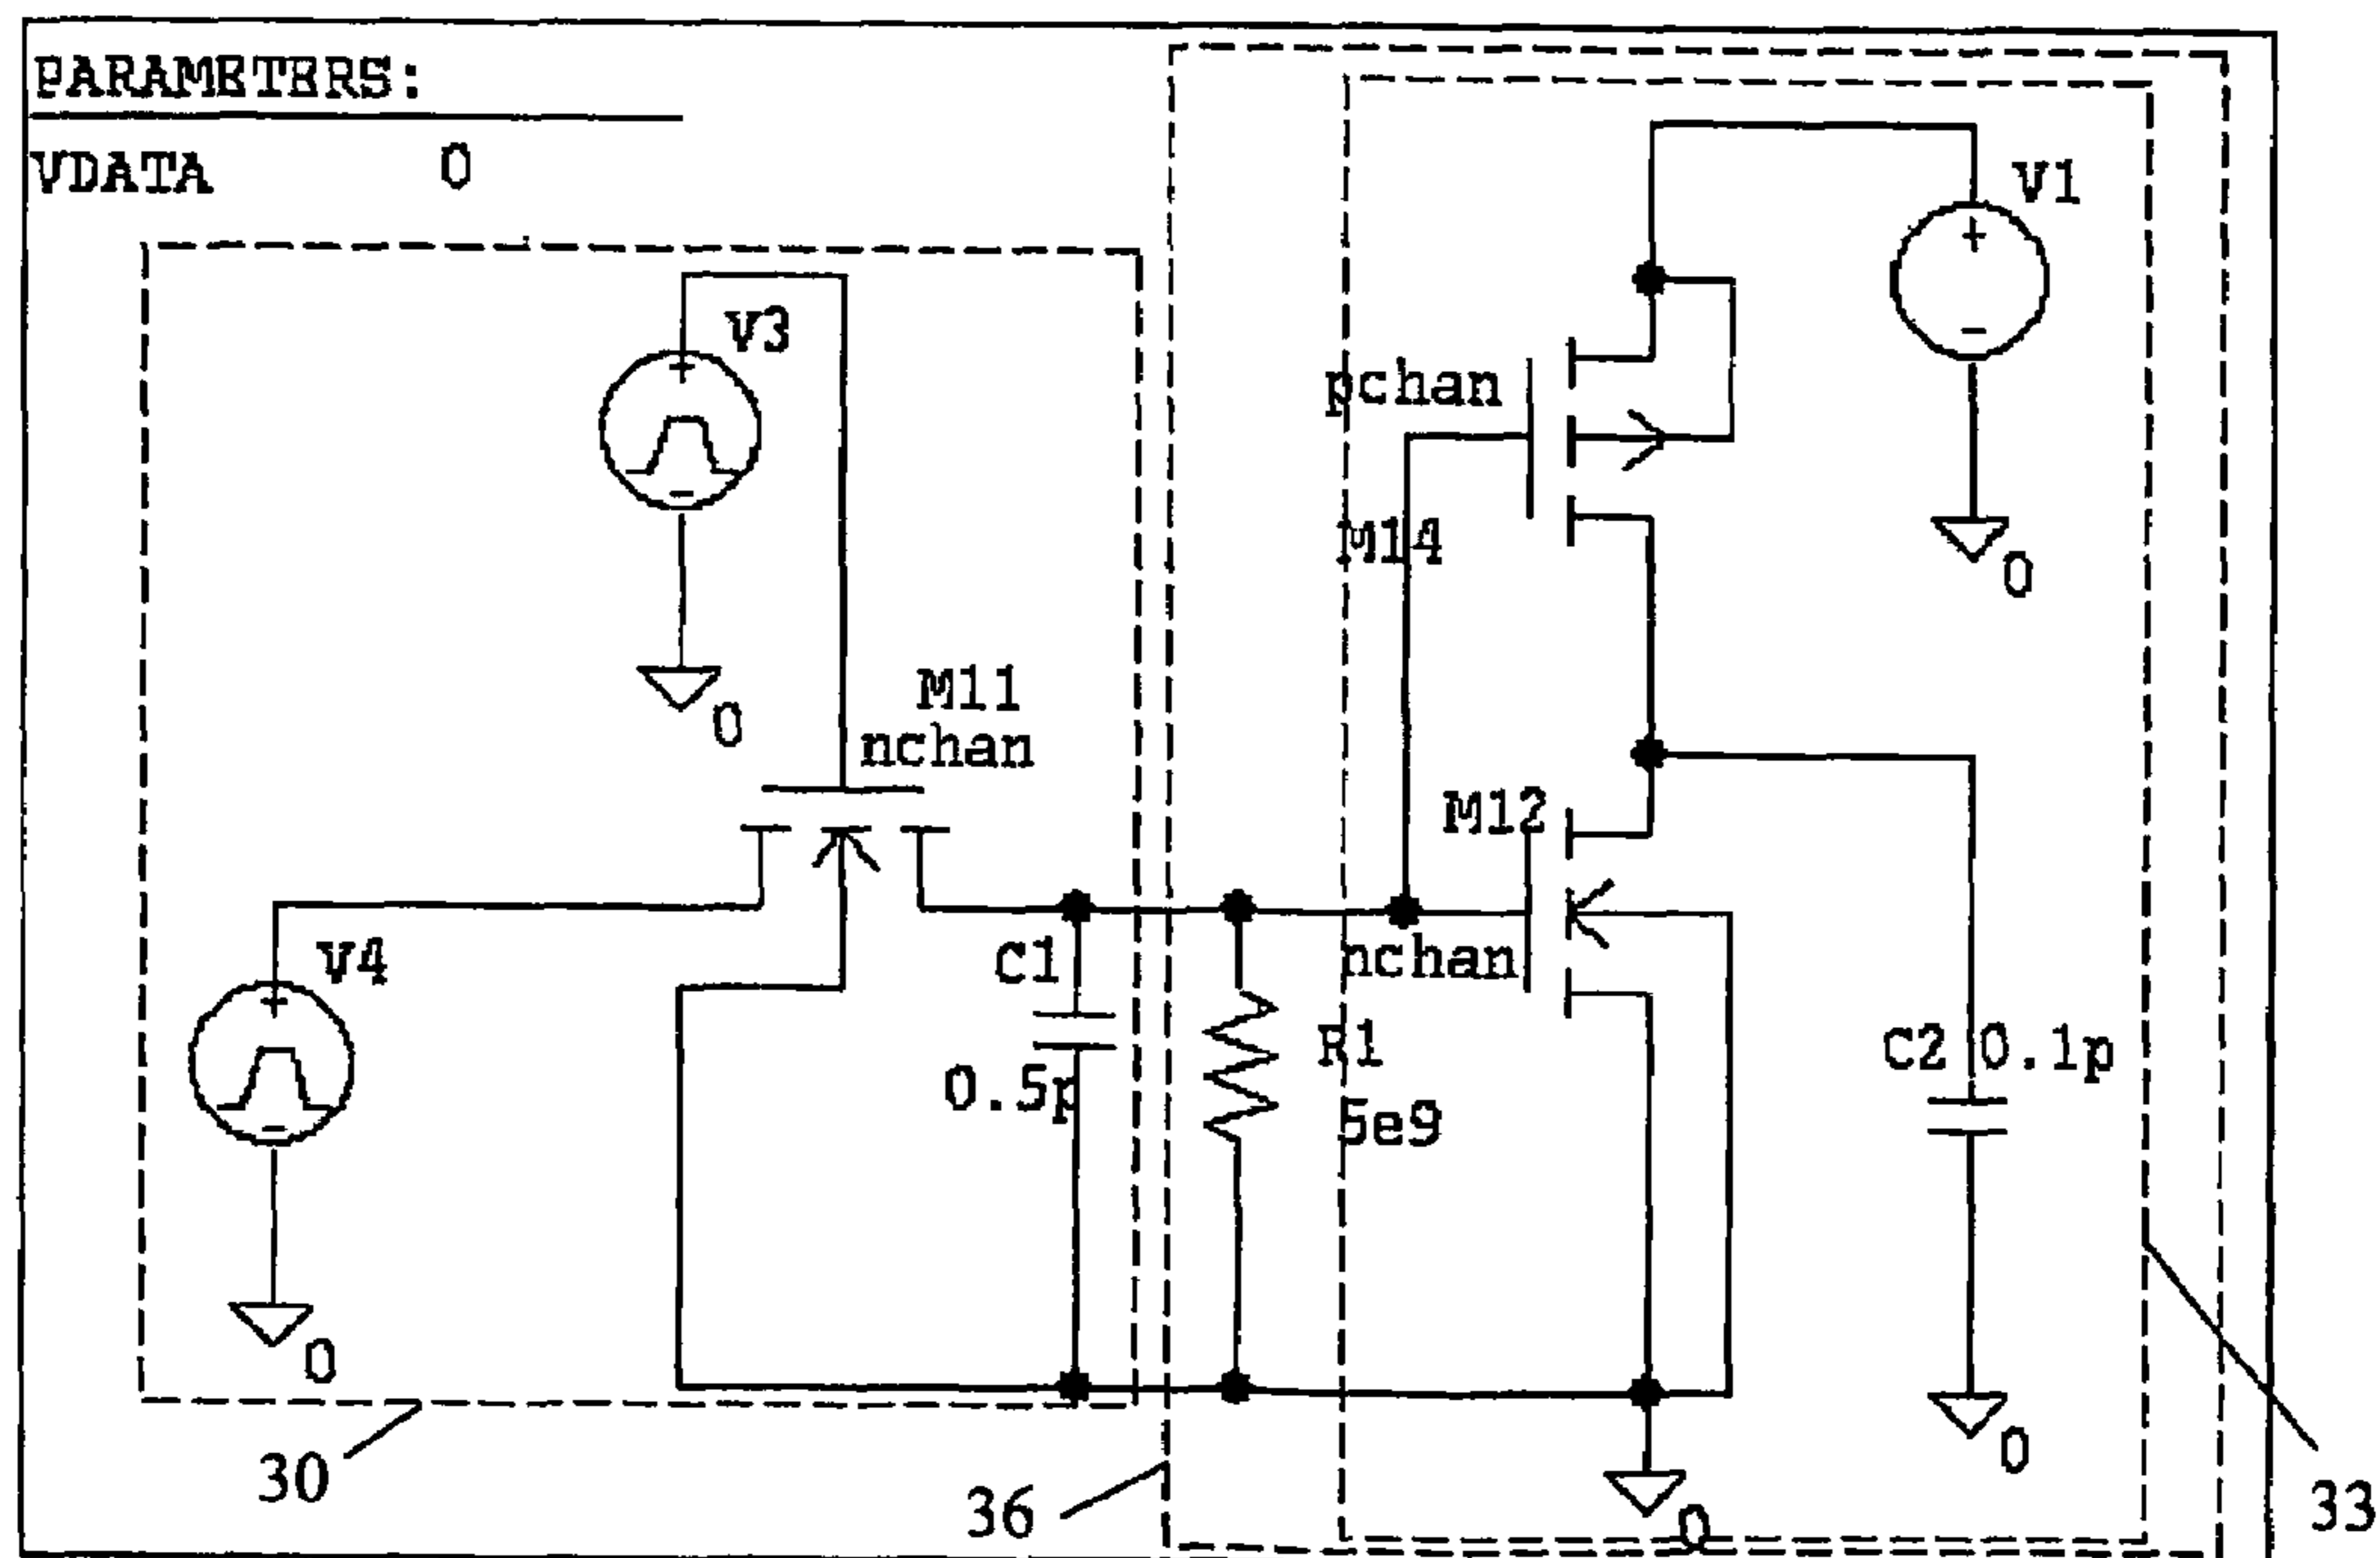 PARAMETERS:
VDATA 0
V1
V3
pchan
M14
0
M11
0
nchan
M12
V4
C1
nchan
R1
C2 0.1p
0.5p
5e9
0
0
30
36
0
33